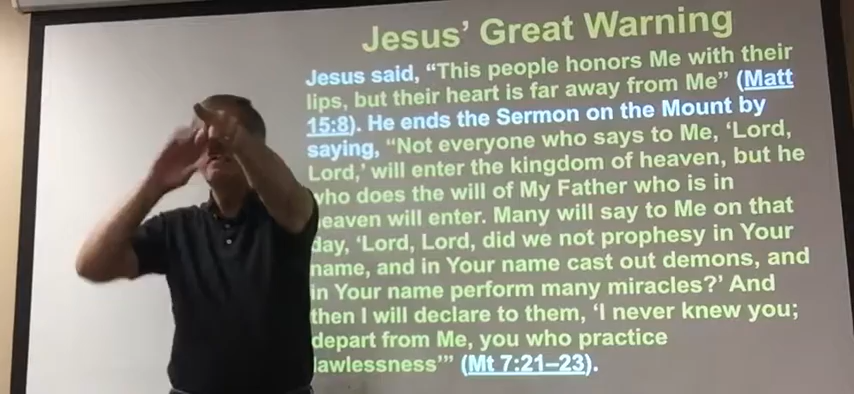 Jesus' Great Warning
Jesus said, “This people honors Me with their
lips, but their heart is far away from Me” (Matt
15:8). He ends the Sermon on the Mount by
saying, “Not everyone who says to Me, ‘Lord,
Lord,’ will enter the kingdom of heaven, but he
who does the will of My Father who is in
heaven will enter. Many will say to Me on that
day, ‘Lord, Lord, did we not prophesy in Your
name, and in Your name cast out demons, and
in Your name perform many miracles?’ And
then I will declare to them, ‘I never knew you;
depart from Me, you who practice
lawlessness’” (Mt 7:21–23).